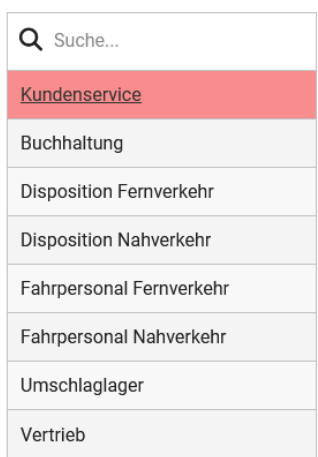 Suche...
Kundenservice
Buchhaltung
Disposition Fernverkehr
Disposition Nahverkehr
Fahrpersonal Fernverkehr
Fahrpersonal Nahverkehr
Umschlaglager
Vertrieb